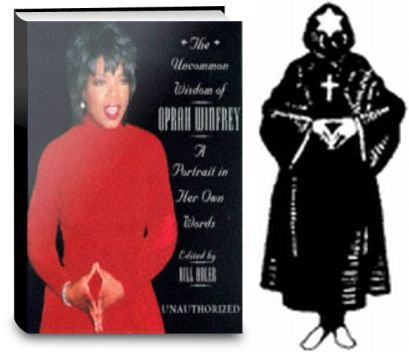 The
Uncommon
Wisdom of
OPRAH WINFREY
A
Portrait in
Her Own
Words
Edited by
BILL ADLER
UNAUTHORIZED